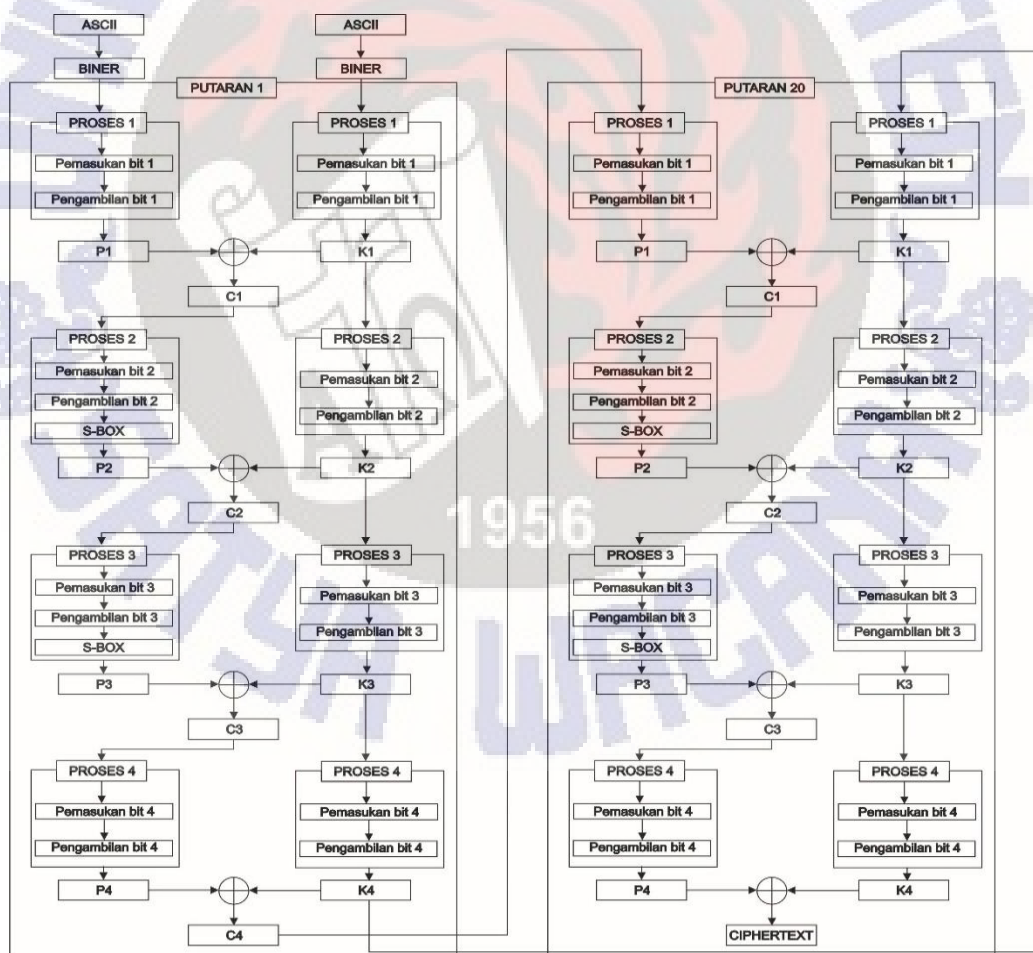 ASCII
ASCII
BINER
BINER
PUTARAN 1
PROSES 1
PROSES 1
Pemasukan bit 1
Pemasukan bit 1
Pengambilan bit 1
Pengambilan bit 1
P1
K1
C1
PROSES 2
PROSES 2
Pemasukan bit 2
Pemasukan bit 2
Pengambilan bit 2
Pengambilan bit 2
S-BOX
P2
K2
C2
PROSES 3
PROSES 3
Pemasukan bit 3
Pemasukan bit 3
Pengambilan bit 3
Pengambilan bit 3
S-BOX
P3
K3
C3
PROSES 4
PROSES 4
Pemasukan bit 4
Pemasukan bit 4
Pengambilan bit 4
Pengambilan bit 4
P4
K4
C4
PUTARAN 20
PROSES 1
PROSES 1
Pemasukan bit 1
Pemasukan bit 1
Pengambilan bit 1
Pengambilan bit 1
P1
K1
C1
PROSES 2
PROSES 2
Pemasukan bit 2
Pemasukan bit 2
Pengambilan bit 2
Pengambilan bit 2
S-BOX
P2
K2
C2
PROSES 3
PROSES 3
Pemasukan bit 3
Pemasukan bit 3
Pengambilan bit 3
Pengambilan bit 3
S-BOX
P3
K3
C3
PROSES 4
PROSES 4
Pemasukan bit 4
Pemasukan bit 4
Pengambilan bit 4
Pengambilan bit 4
P4
K4
CIPHERTEXT
1956
SATYA WACANA